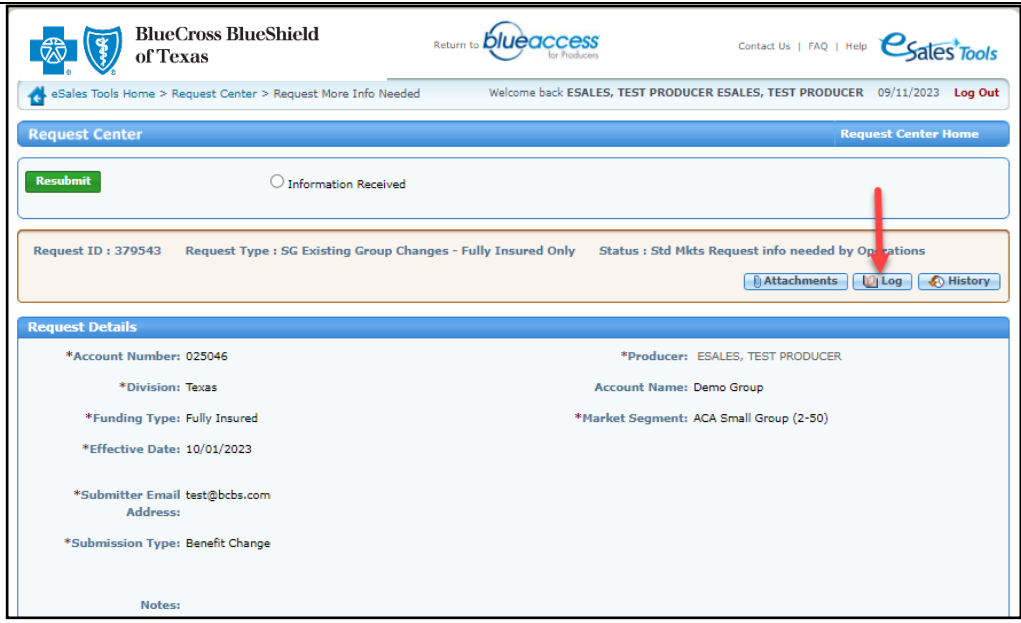 BlueCross BlueShield
of Texas
Return to blueaccess
for Producers
Contact Us | FAQ | Help
eSales Tools
eSales Tools Home > Request Center > Request More Info Needed
Welcome back ESALES, TEST PRODUCER ESALES, TEST PRODUCER 09/11/2023 Log Out
Request Center
Request Center Home
Resubmit
Information Received
Request ID : 379543 Request Type : SG Existing Group Changes - Fully Insured Only Status : Std Mkts Request info needed by Operations
Attachments Log History
Request Details
*Account Number: 025046
*Producer: ESALES, TEST PRODUCER
*Division: Texas
Account Name: Demo Group
*Funding Type: Fully Insured
*Market Segment: ACA Small Group (2-50)
*Effective Date: 10/01/2023
*Submitter Email test@bcbs.com
Address:
*Submission Type: Benefit Change
Notes: